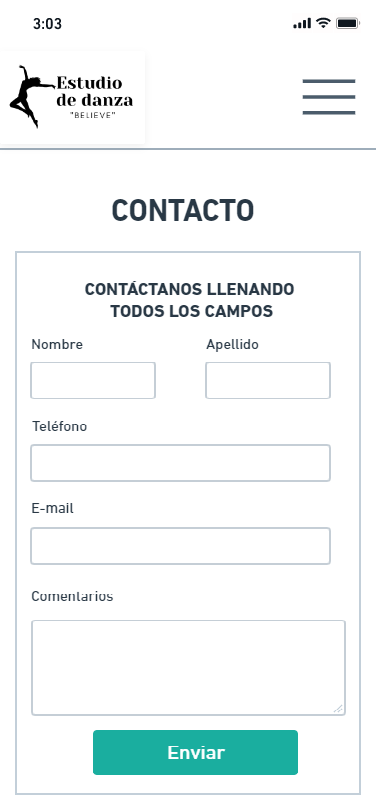 3:03
Estudio
de danza
"BELIEVE"
CONTACTO
CONTÁCTANOS LLENANDO
TODOS LOS CAMPOS
Nombre
Apellido
Teléfono
E-mail
Comentarios
Enviar